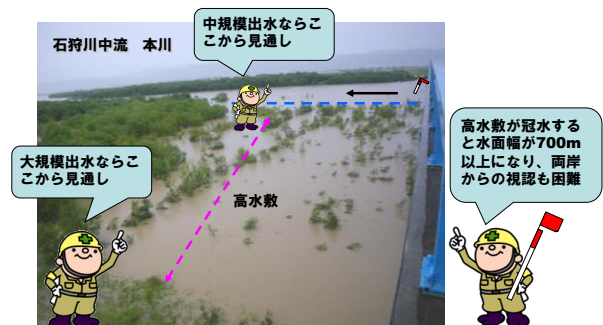 中規模出水ならこ
こから見通し
石狩川中流 本川
高水敷が冠水する
と水面幅が700m
以上になり、両岸
からの視認も困難
大規模出水ならこ
こから見通し
高水敷